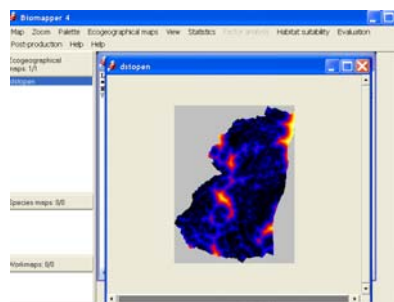 Biomapper 4
Map Zoom Palette Ecogeographical maps View Statistics Factor analysis Habitat suitability Evaluation
Post-production Help Help
Ecogeographical
maps: 1/1
dstopen
dstopen
Species maps: 0/0
Workmaps: 0/0